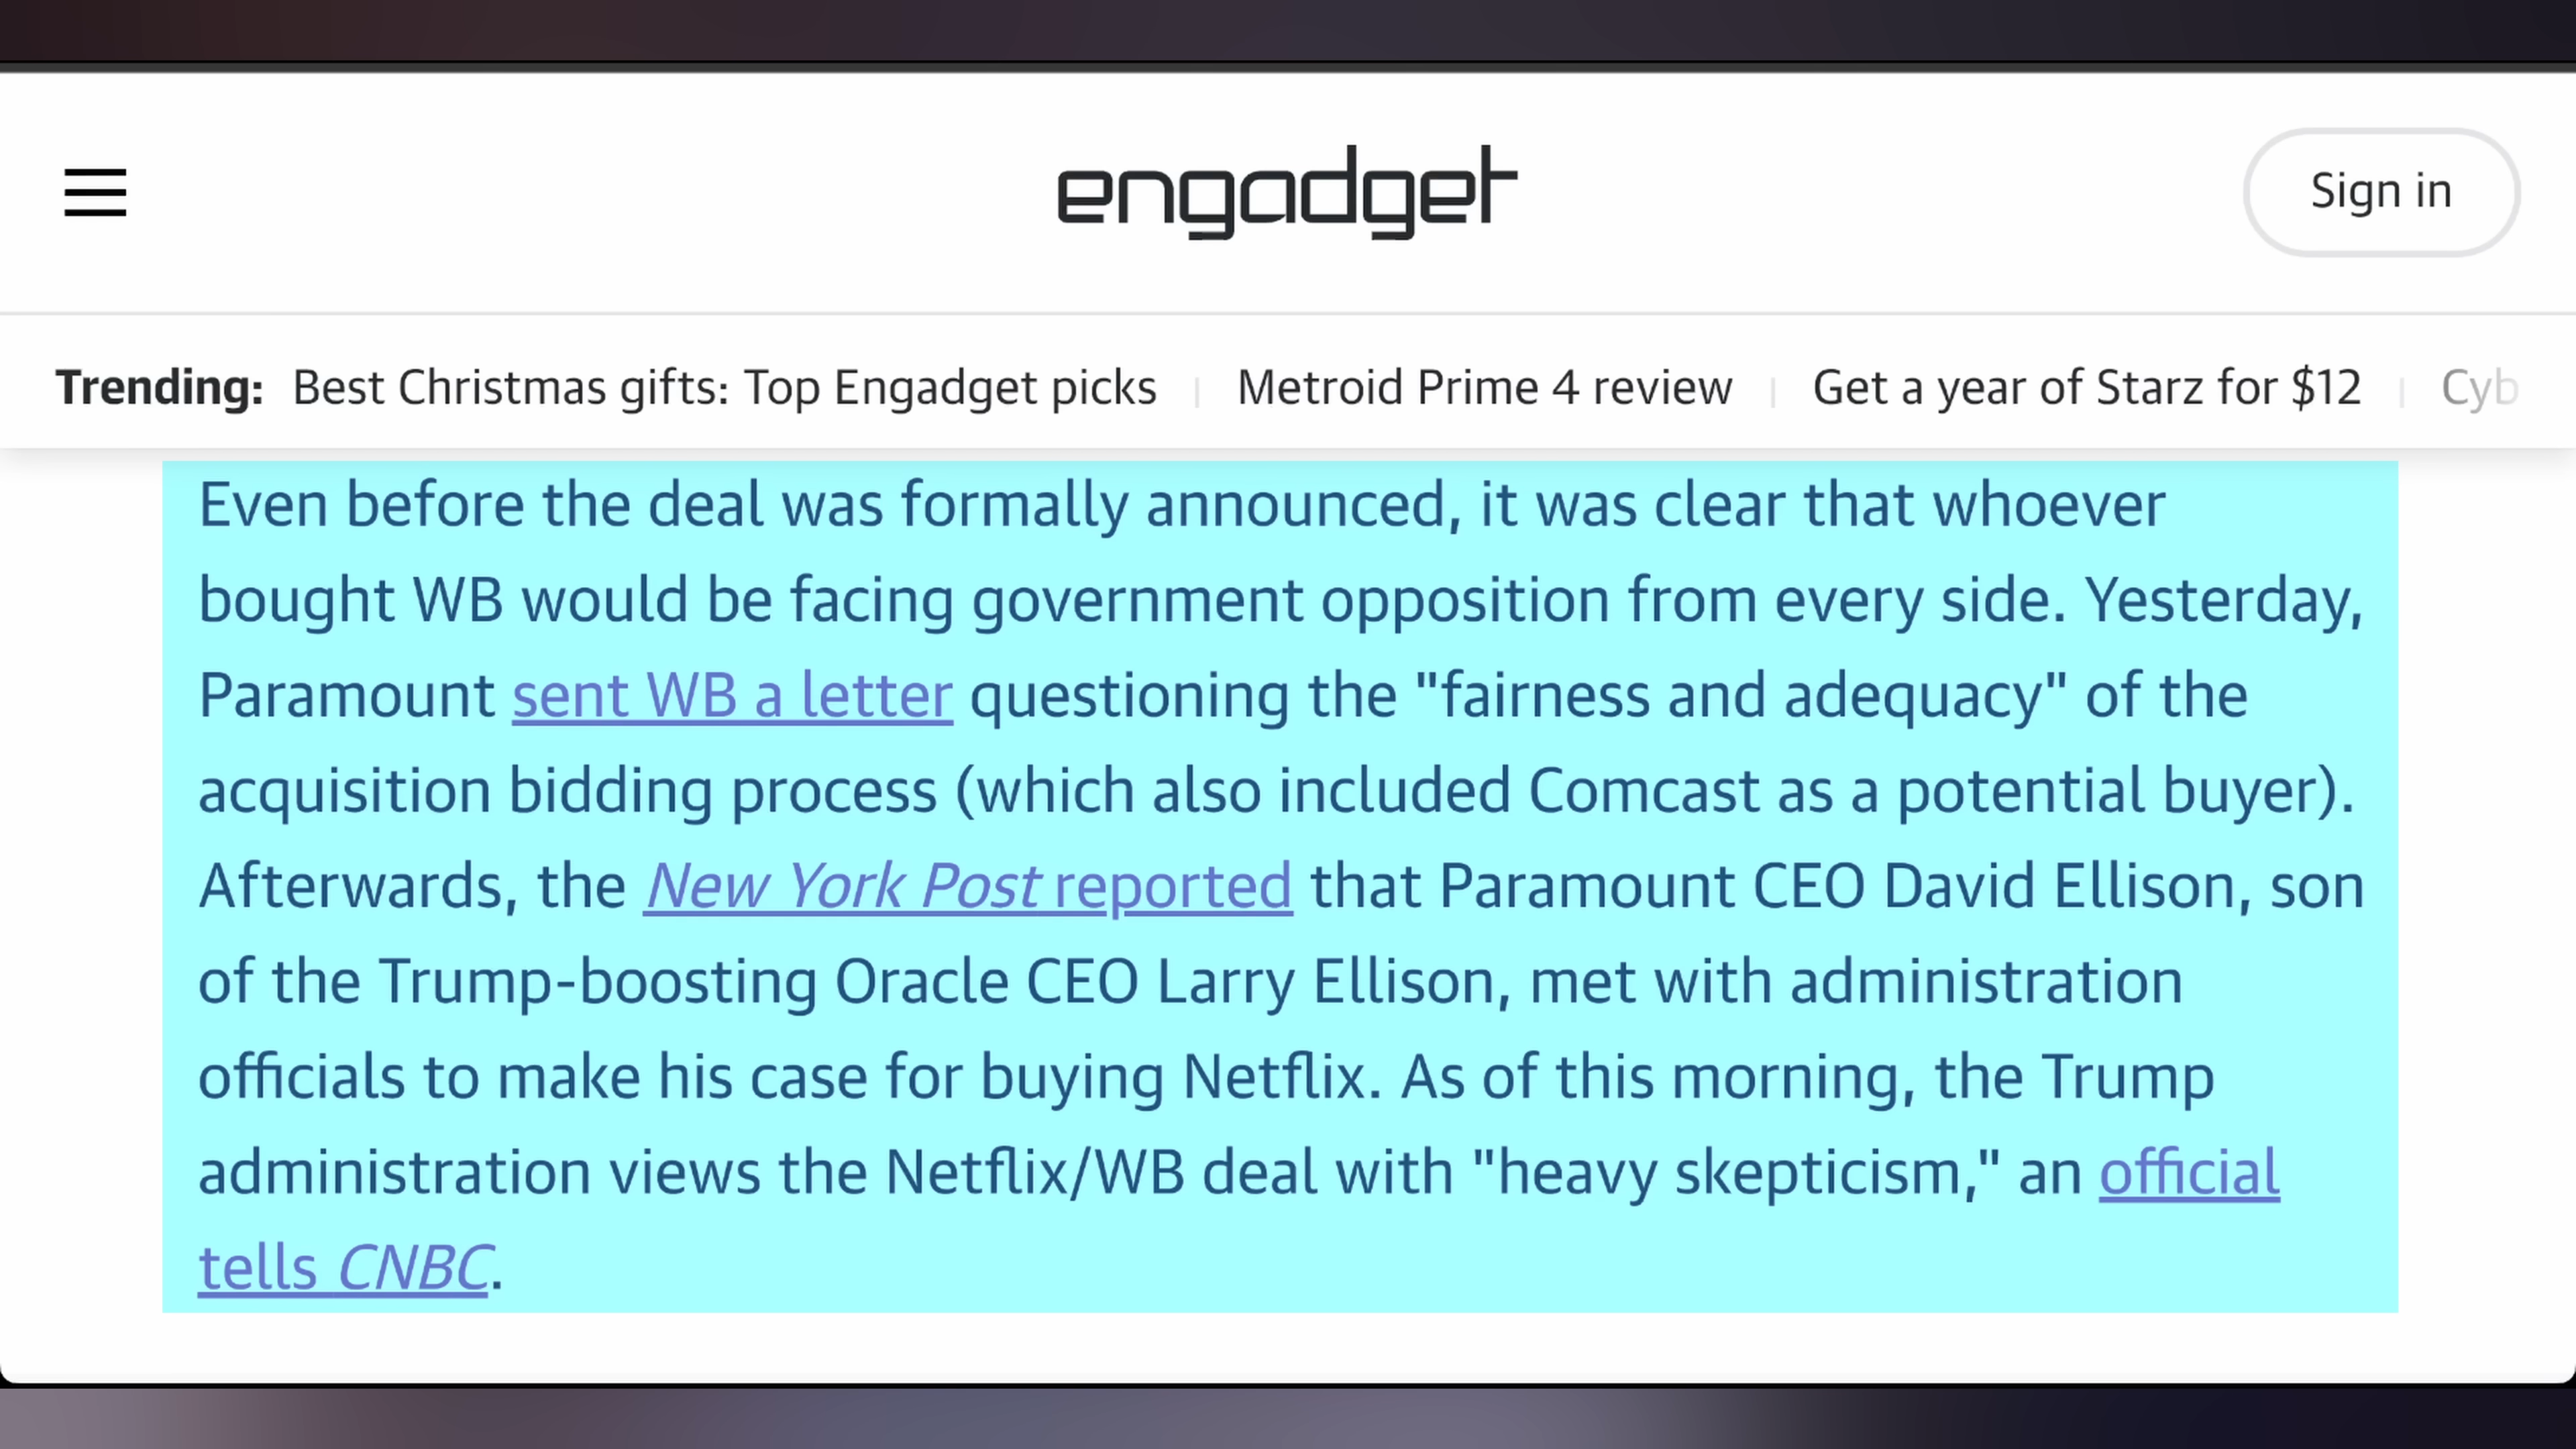 engadget
Sign in
Trending: Best Christmas gifts: Top Engadget picks | Metroid Prime 4 review | Get a year of Starz for $12 | Cyb
Even before the deal was formally announced, it was clear that whoever
bought WB would be facing government opposition from every side. Yesterday,
Paramount sent WB a letter questioning the "fairness and adequacy" of the
acquisition bidding process (which also included Comcast as a potential buyer).
Afterwards, the New York Post reported that Paramount CEO David Ellison, son
of the Trump-boosting Oracle CEO Larry Ellison, met with administration
officials to make his case for buying Netflix. As of this morning, the Trump
administration views the Netflix/WB deal with "heavy skepticism," an official
tells CNBC.